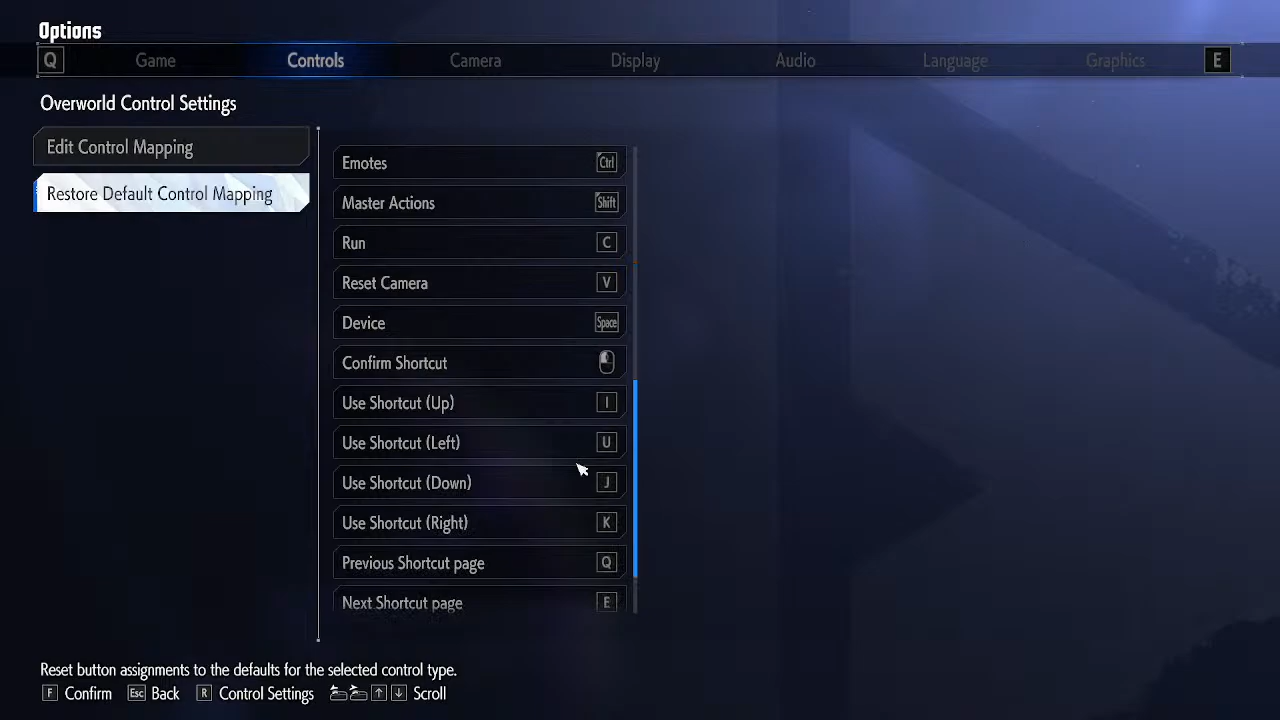 Options
Q Game Controls Camera Display Audio Language Graphics E
Overworld Control Settings
Edit Control Mapping
Restore Default Control Mapping
Emotes Ctrl
Master Actions Shift
Run C
Reset Camera V
Device Space
Confirm Shortcut
Use Shortcut (Up) I
Use Shortcut (Left) U
Use Shortcut (Down) J
Use Shortcut (Right) K
Previous Shortcut page Q
Next Shortcut page E
Reset button assignments to the defaults for the selected control type.
F Confirm Esc Back R Control Settings ↑ ↓ Scroll